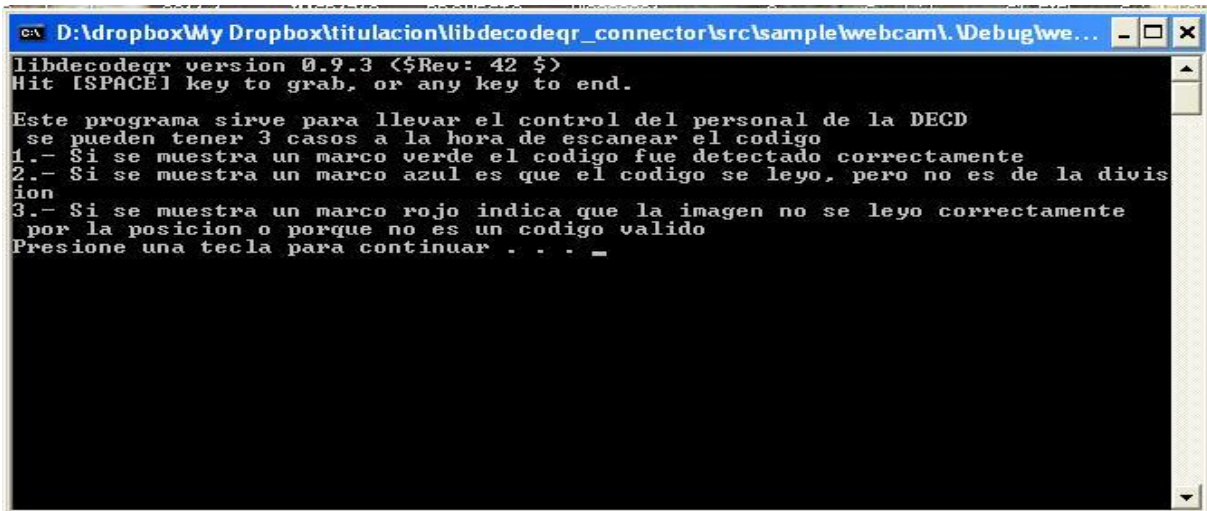 D:\dropbox\My Dropbox\titulacion\libdecodeqr_connector\src\sample\webcam\.\Debug\we...
libdecodeqr version 0.9.3 ($Rev: 42 $)
Hit [SPACE] key to grab, or any key to end.
Este programa sirve para llevar el control del personal de la DECD
se pueden tener 3 casos a la hora de escanear el codigo
1.- Si se muestra un marco verde el codigo fue detectado correctamente
2.- Si se muestra un marco azul es que el codigo se leyo, pero no es de la divis
ion
3.- Si se muestra un marco rojo indica que la imagen no se leyo correctamente
por la posicion o porque no es un codigo valido
Presione una tecla para continuar . . . _